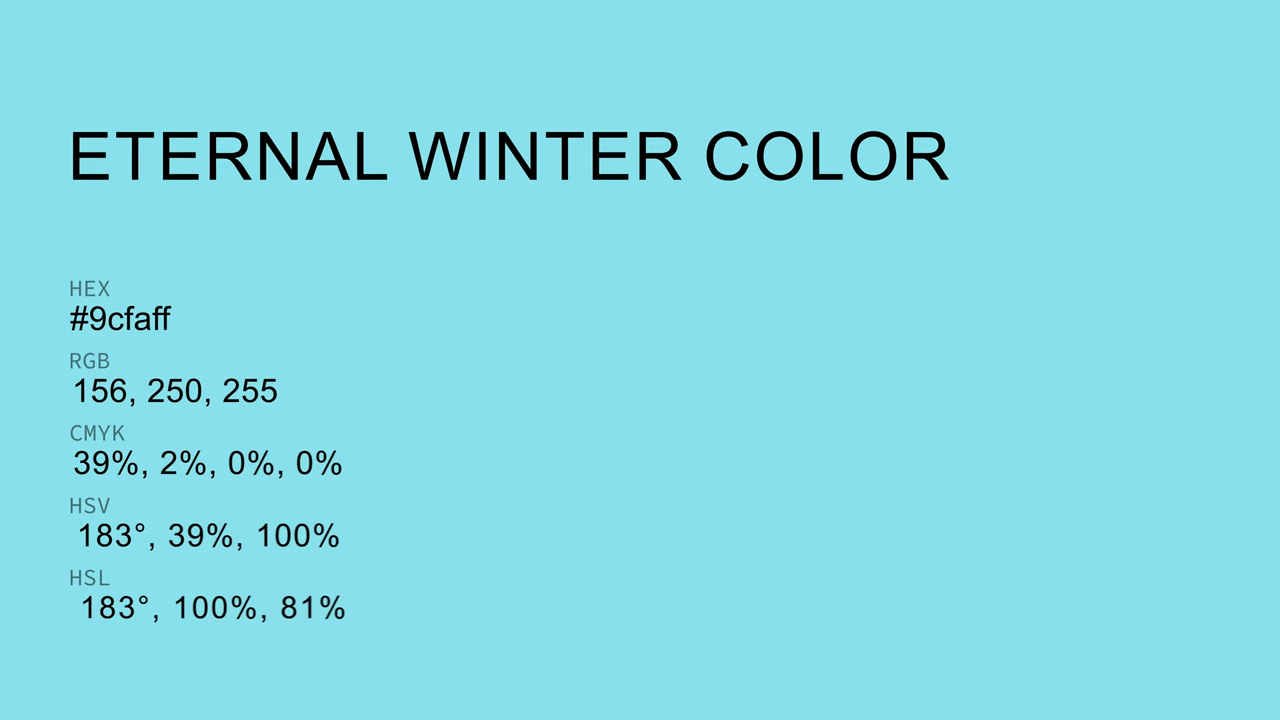 ETERNAL WINTER COLOR
HEX
#9cfaff
RGB
156, 250, 255
CMYK
39%, 2%, 0%, 0%
HSV
183°, 39%, 100%
HSL
183°, 100%, 81%